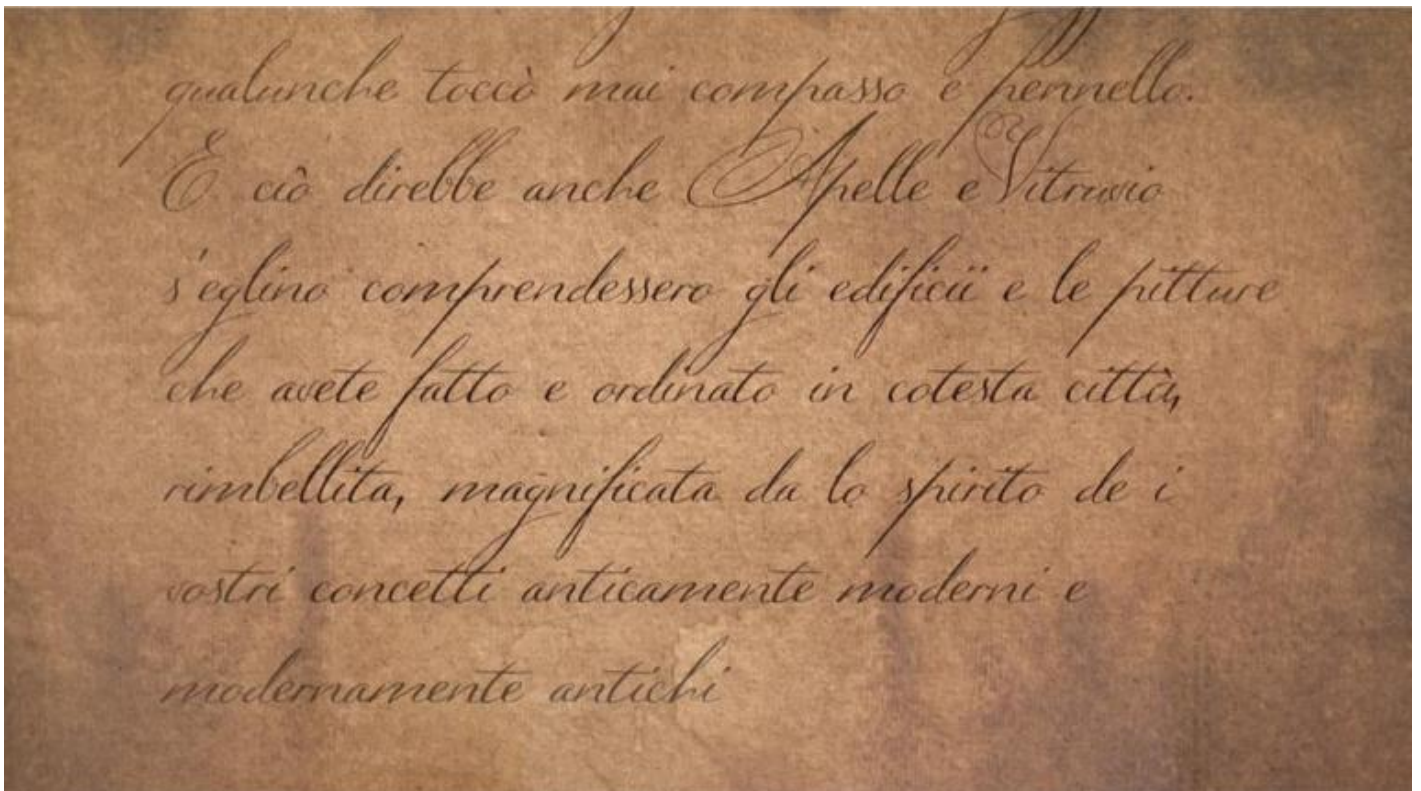 qualunche toccò mai compasso e pennello.
E ciò direbbe anche Apelle e Vitruvio
s'eglino comprendessero gli edificii e le pitture
che avete fatto e ordinato in cotesta città,
rimbellita, magnificata da lo spirito de i
vostri concetti anticamente moderni e
modernamente antichi